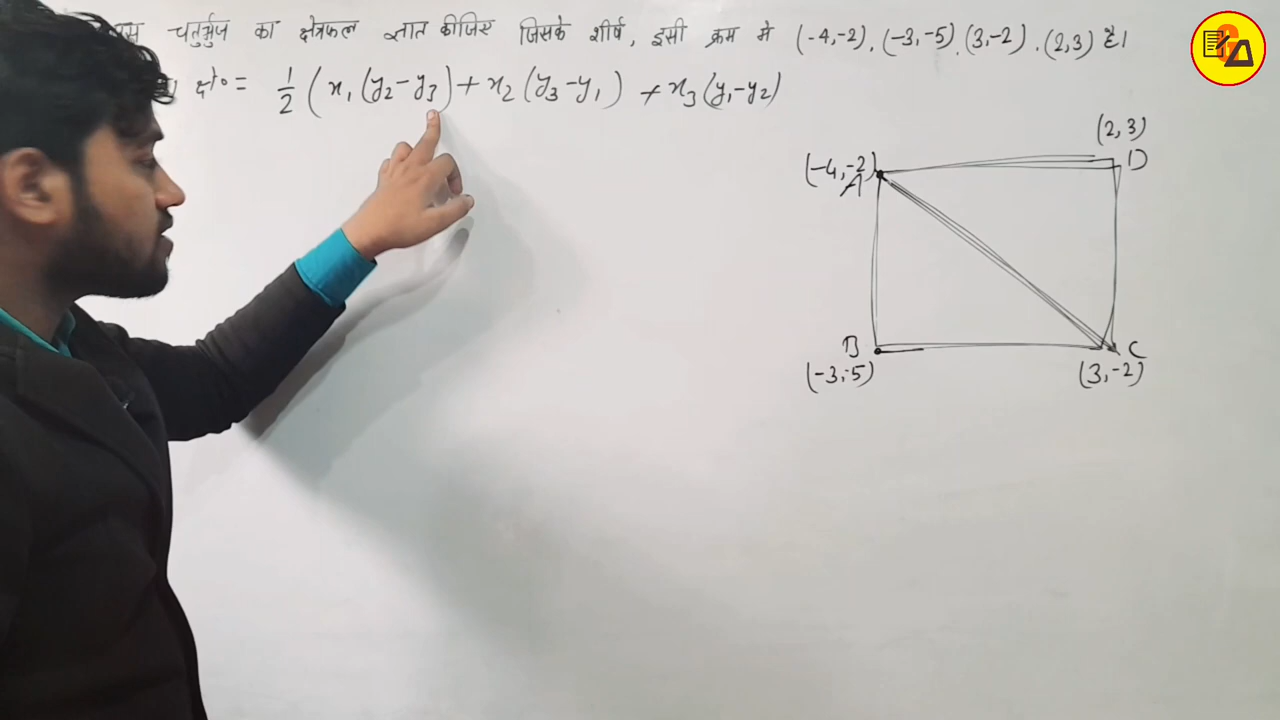 चतुर्भुज का क्षेत्रफल ज्ञात कीजिए जिसके शीर्ष, इसी क्रम में (-4,-2), (-3,-5), (3,-2), (2,3) है।
क्षे॰ = 1/2 ( x₁(y₂-y₃) + x₂(y₃-y₁) + x₃(y₁-y₂)
(2,3)
(-4,-2) D
A
B C
(-3,-5) (3,-2)